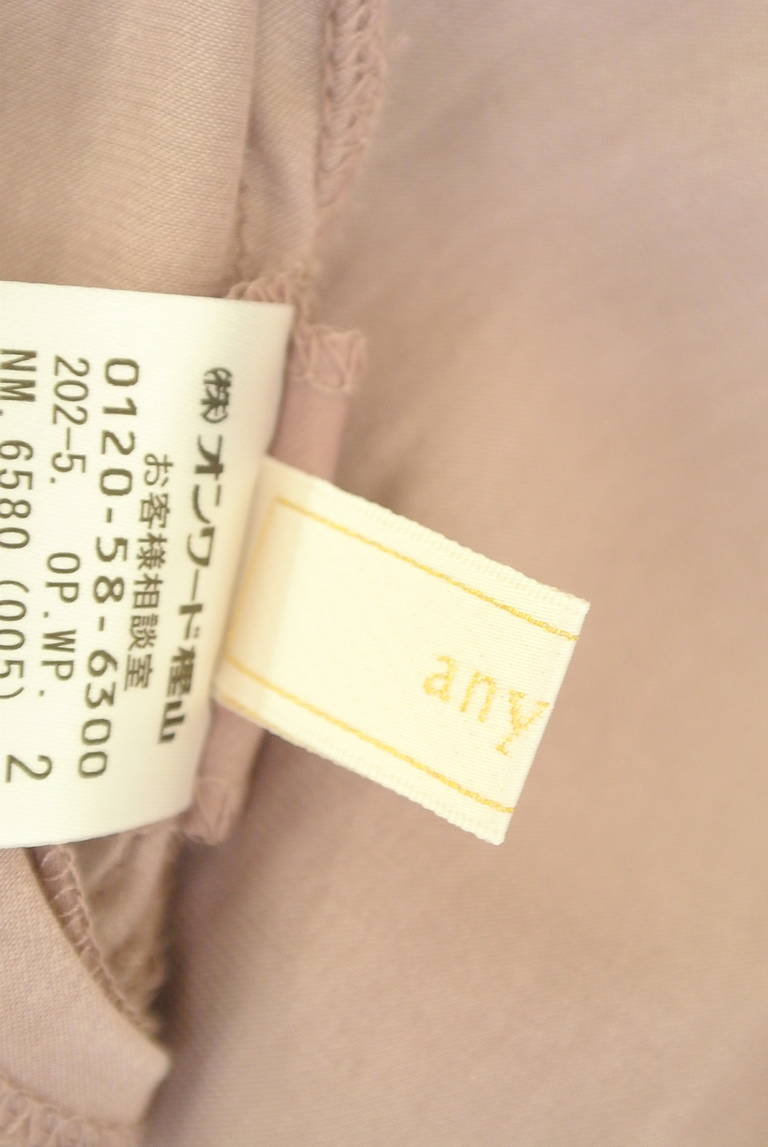 (株)オンワード樫山
お客様相談室
0120-58-6300
202-5. OP.WP. 2
NM.6580(005)
any